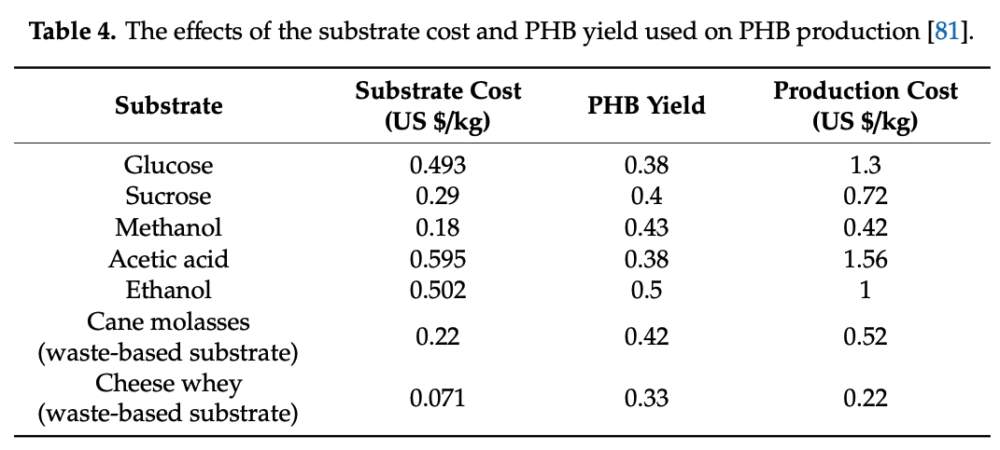 Table 4. The effects of the substrate cost and PHB yield used on PHB production [81].
Substrate Substrate Cost (US $/kg) PHB Yield Production Cost (US $/kg)
Glucose 0.493 0.38 1.3
Sucrose 0.29 0.4 0.72
Methanol 0.18 0.43 0.42
Acetic acid 0.595 0.38 1.56
Ethanol 0.502 0.5 1
Cane molasses (waste-based substrate) 0.22 0.42 0.52
Cheese whey (waste-based substrate) 0.071 0.33 0.22